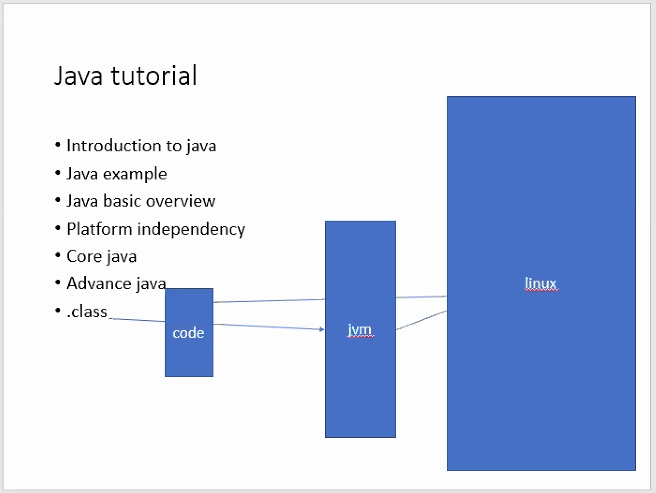 Java tutorial
• Introduction to java
• Java example
• Java basic overview
• Platform independency
• Core java
• Advance java
• .class
code
jvm
linux